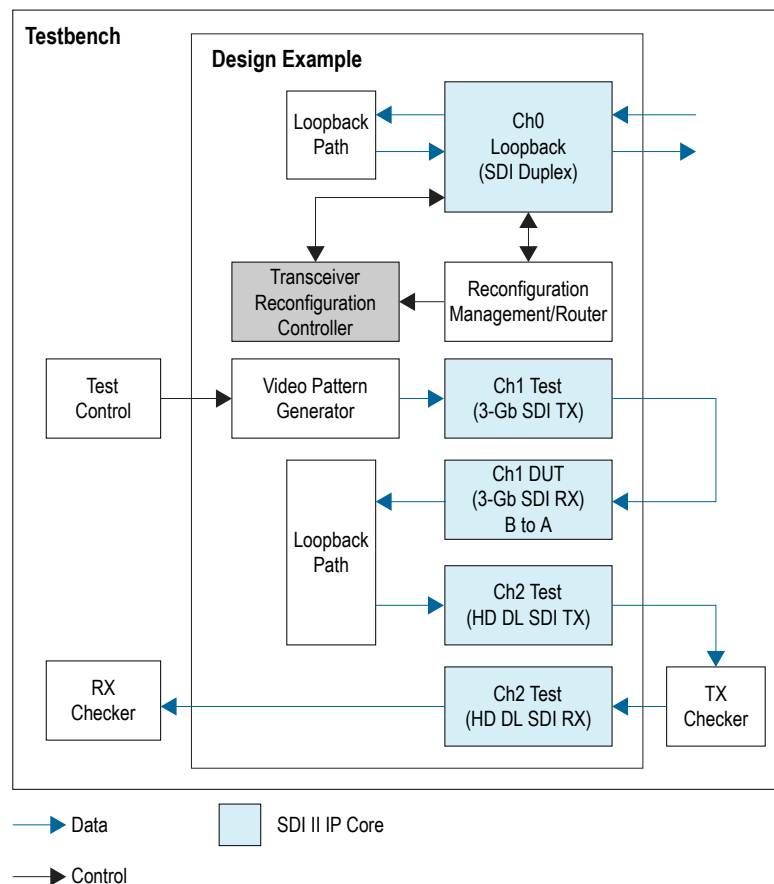 Testbench
Design Example
Loopback
Path
Ch0
Loopback
(SDI Duplex)
Transceiver
Reconfiguration
Controller
Reconfiguration
Management/Router
Test
Control
Video Pattern
Generator
Ch1 Test
(3-Gb SDI TX)
Ch1 DUT
(3-Gb SDI RX)
B to A
Loopback
Path
Ch2 Test
(HD DL SDI TX)
RX
Checker
Ch2 Test
(HD DL SDI RX)
TX
Checker
Data
SDI II IP Core
Control